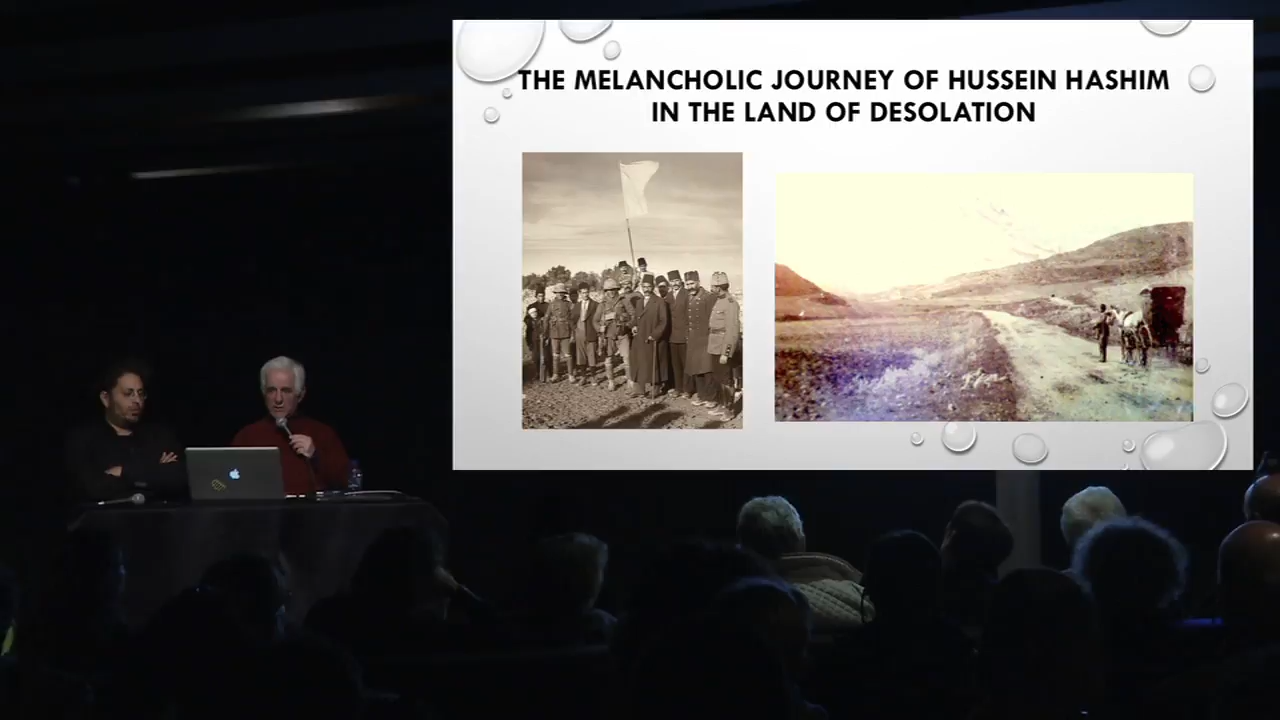 THE MELANCHOLIC JOURNEY OF HUSSEIN HASHIM
IN THE LAND OF DESOLATION